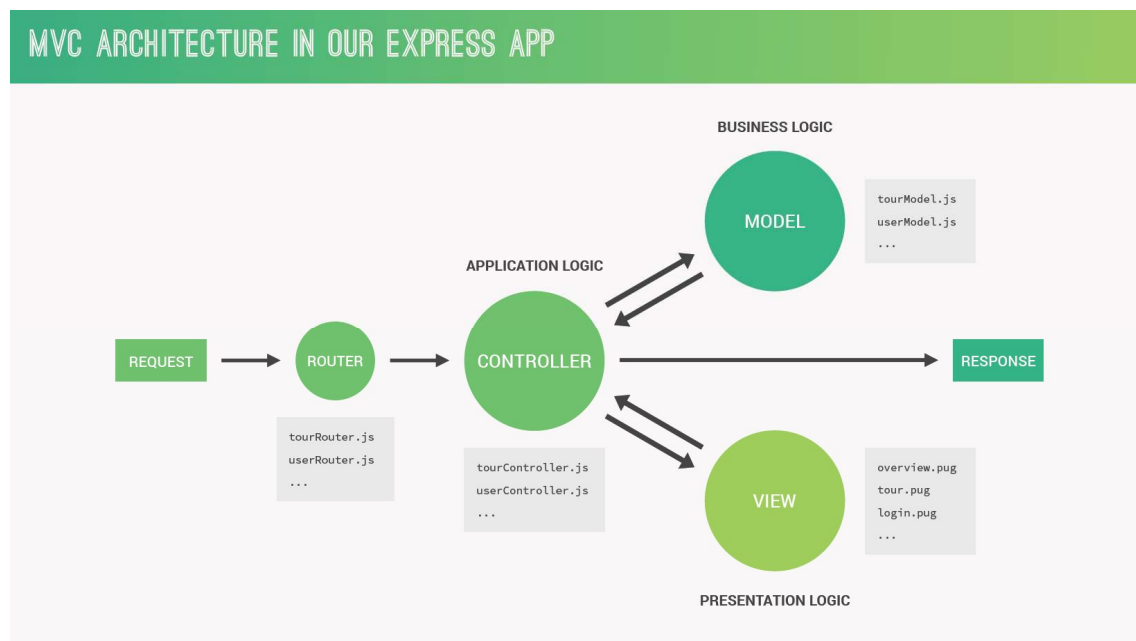 MVC ARCHITECTURE IN OUR EXPRESS APP
BUSINESS LOGIC
MODEL
tourModel.js
userModel.js
...
APPLICATION LOGIC
REQUEST
ROUTER
CONTROLLER
RESPONSE
tourRouter.js
userRouter.js
...
tourController.js
userController.js
...
VIEW
overview.pug
tour.pug
login.pug
...
PRESENTATION LOGIC